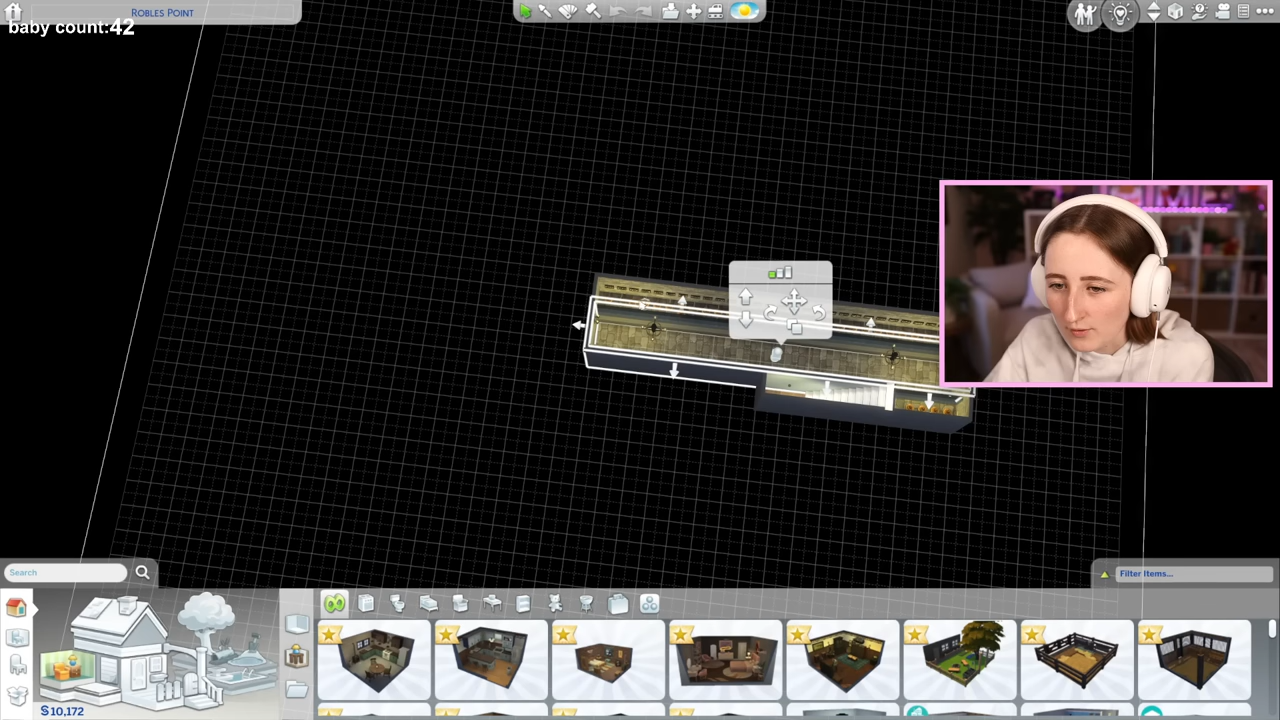 ROBLES POINT
baby count:42
Search
Filter Items...
§10,172